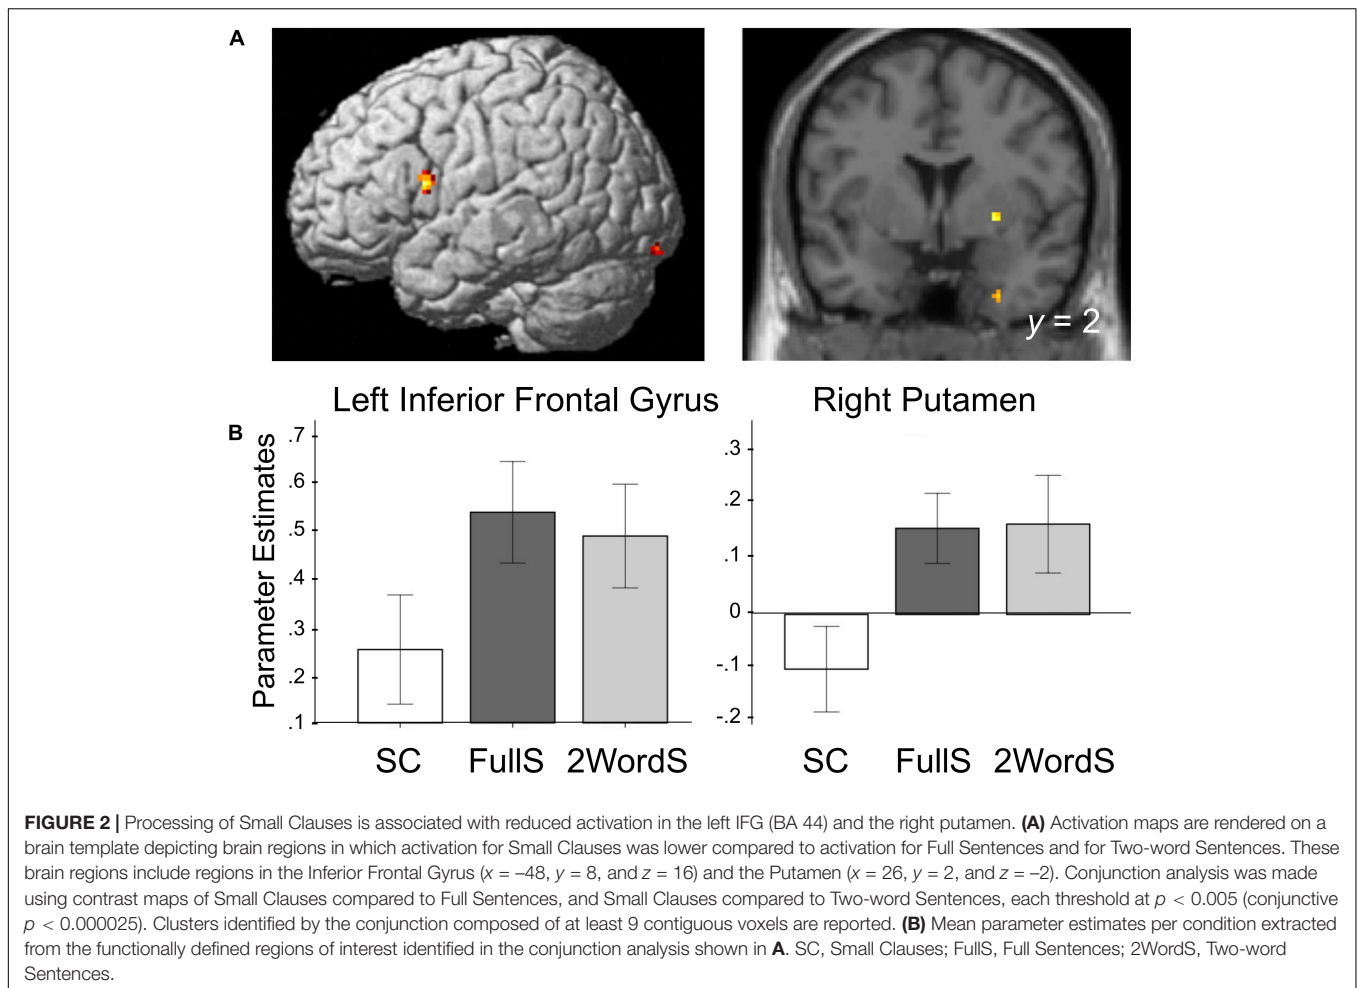 A
y = 2
Left Inferior Frontal Gyrus
Right Putamen
B
Parameter Estimates
.7
.6
.5
.4
.3
.2
.1
.3
.2
.1
0
-.1
-.2
SC FullS 2WordS
SC FullS 2WordS
FIGURE 2 | Processing of Small Clauses is associated with reduced activation in the left IFG (BA 44) and the right putamen. (A) Activation maps are rendered on a
brain template depicting brain regions in which activation for Small Clauses was lower compared to activation for Full Sentences and for Two-word Sentences. These
brain regions include regions in the Inferior Frontal Gyrus (x = –48, y = 8, and z = 16) and the Putamen (x = 26, y = 2, and z = –2). Conjunction analysis was made
using contrast maps of Small Clauses compared to Full Sentences, and Small Clauses compared to Two-word Sentences, each threshold at p < 0.005 (conjunctive
p < 0.000025). Clusters identified by the conjunction composed of at least 9 contiguous voxels are reported. (B) Mean parameter estimates per condition extracted
from the functionally defined regions of interest identified in the conjunction analysis shown in A. SC, Small Clauses; FullS, Full Sentences; 2WordS, Two-word
Sentences.